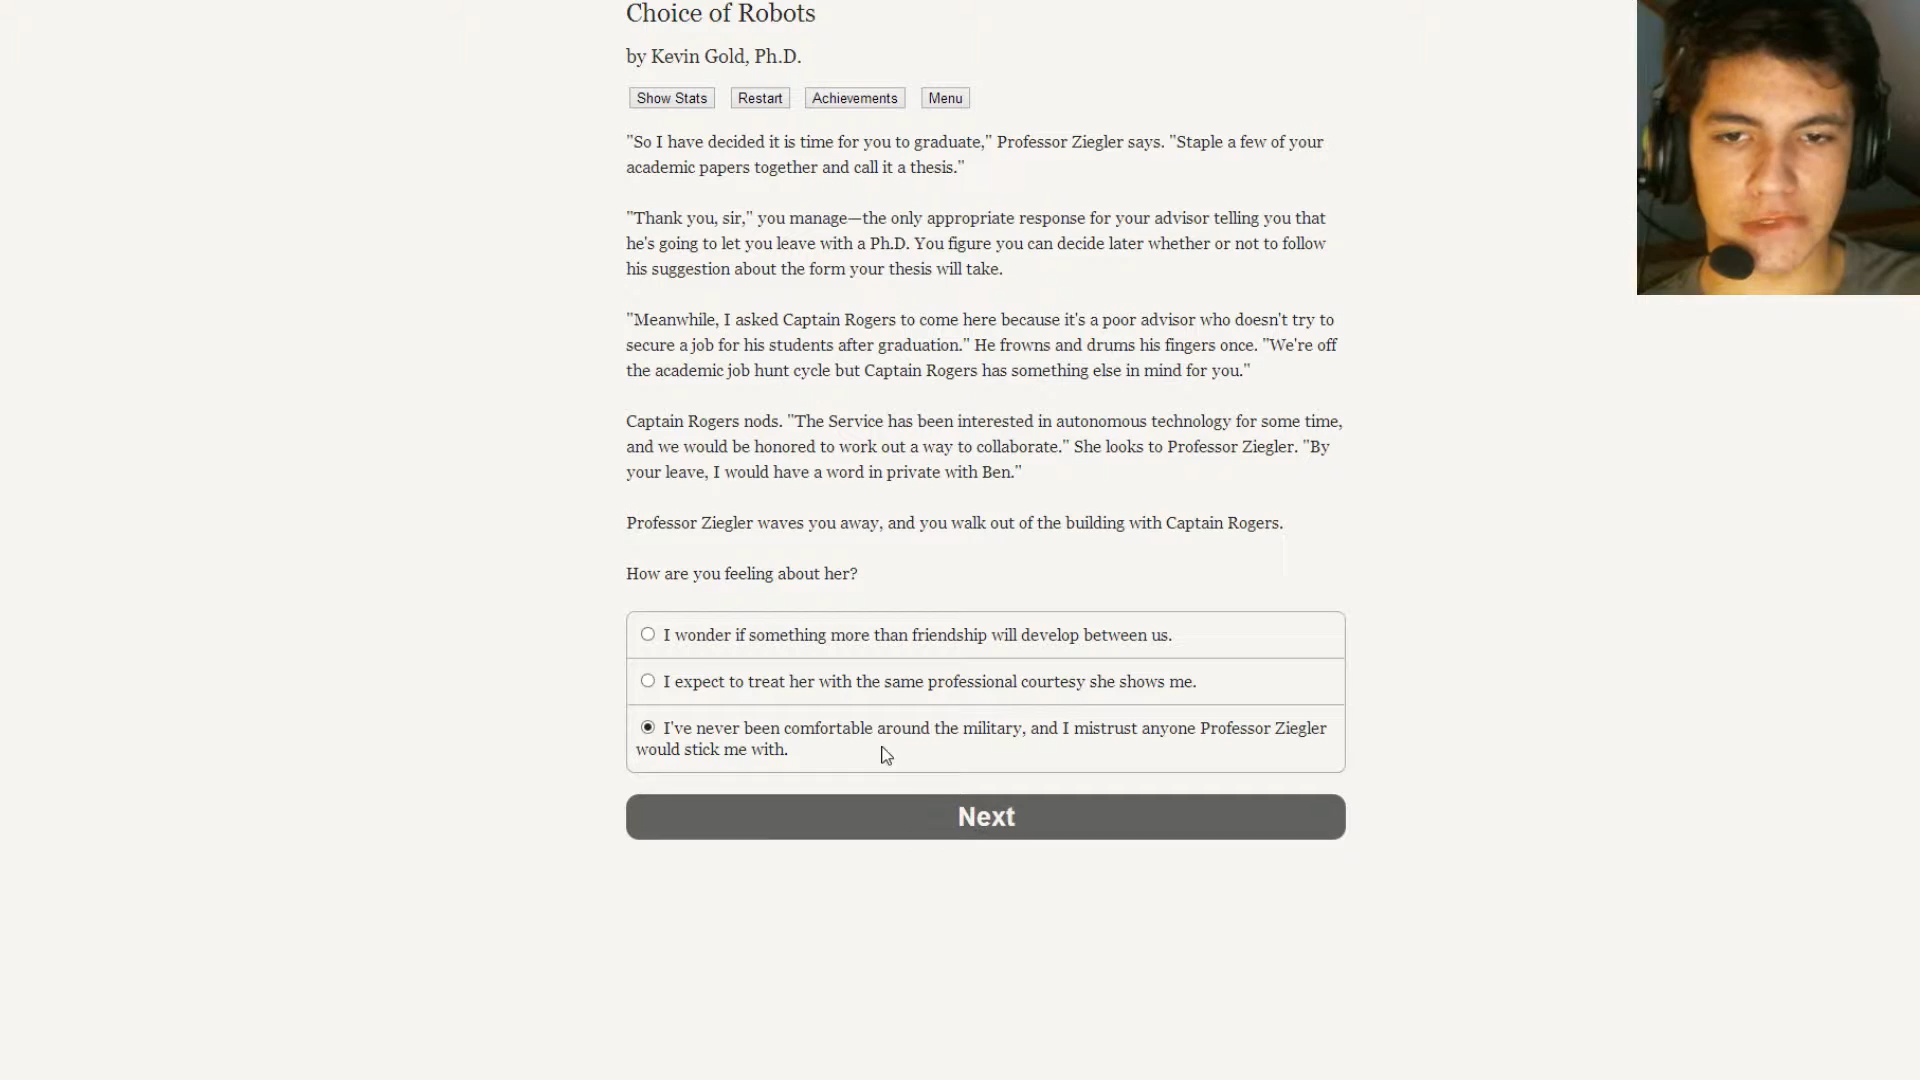 Choice of Robots
by Kevin Gold, Ph.D.
Show Stats
Restart
Achievements
Menu
"So I have decided it is time for you to graduate," Professor Ziegler says. "Staple a few of your
academic papers together and call it a thesis."
"Thank you, sir," you manage—the only appropriate response for your advisor telling you that
he's going to let you leave with a Ph.D. You figure you can decide later whether or not to follow
his suggestion about the form your thesis will take.
"Meanwhile, I asked Captain Rogers to come here because it's a poor advisor who doesn't try to
secure a job for his students after graduation." He frowns and drums his fingers once. "We're off
the academic job hunt cycle but Captain Rogers has something else in mind for you."
Captain Rogers nods. "The Service has been interested in autonomous technology for some time,
and we would be honored to work out a way to collaborate." She looks to Professor Ziegler. "By
your leave, I would have a word in private with Ben."
Professor Ziegler waves you away, and you walk out of the building with Captain Rogers.
How are you feeling about her?
I wonder if something more than friendship will develop between us.
I expect to treat her with the same professional courtesy she shows me.
I've never been comfortable around the military, and I mistrust anyone Professor Ziegler
would stick me with.
Next